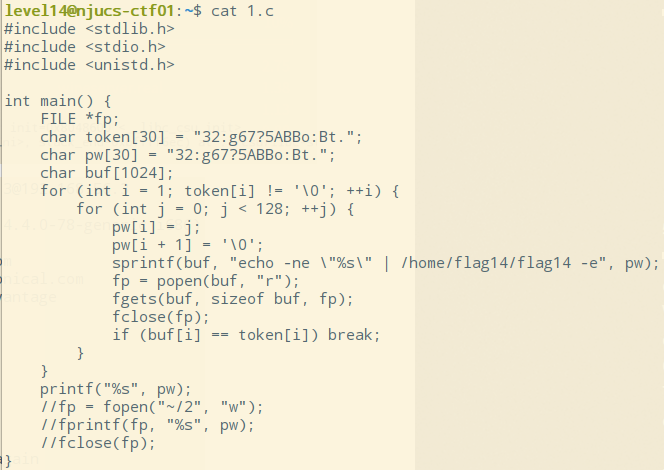 level14@njucs-ctf01:~$ cat 1.c
#include <stdlib.h>
#include <stdio.h>
#include <unistd.h>
int main() {
    FILE *fp;
    char token[30] = "32:g67?5ABBo:Bt.";
    char pw[30] = "32:g67?5ABBo:Bt.";
    char buf[1024];
    for (int i = 1; token[i] != '\0'; ++i) {
        for (int j = 0; j < 128; ++j) {
            pw[i] = j;
            pw[i + 1] = '\0';
            sprintf(buf, "echo -ne \"%s\" | /home/flag14/flag14 -e", pw);
            fp = popen(buf, "r");
            fgets(buf, sizeof buf, fp);
            fclose(fp);
            if (buf[i] == token[i]) break;
        }
    }
    printf("%s", pw);
    //fp = fopen("~/2", "w");
    //fprintf(fp, "%s", pw);
    //fclose(fp);
}